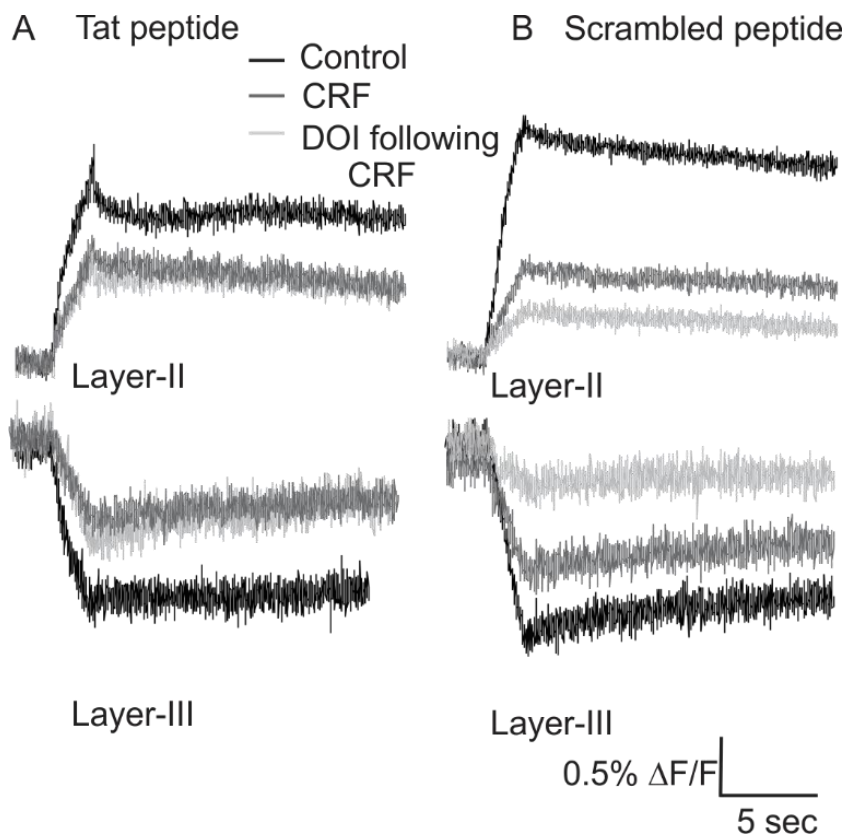 A Tat peptide
B Scrambled peptide
Control
CRF
DOI following
CRF
Layer-II
Layer-II
Layer-III
Layer-III
0.5% ΔF/F
5 sec